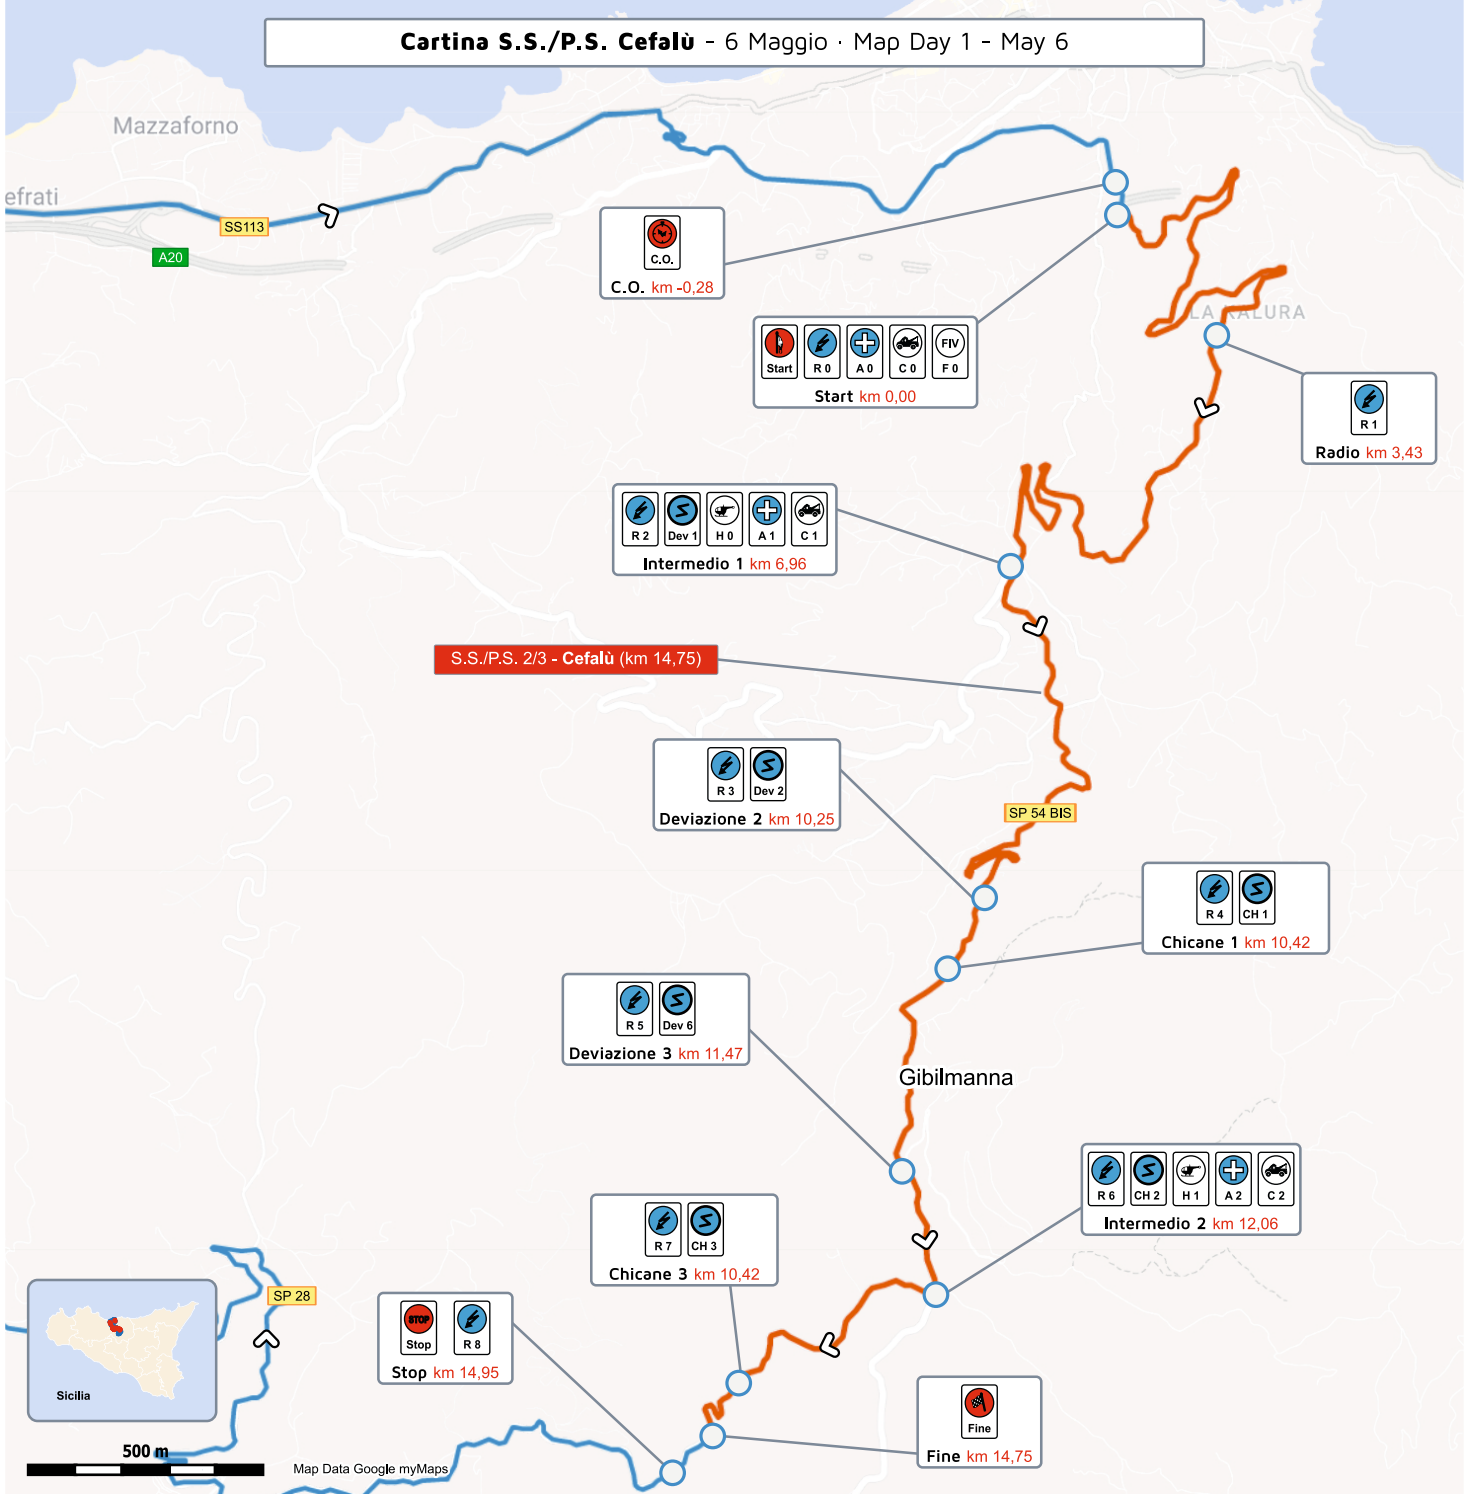 Cartina S.S./P.S. Cefalù - 6 Maggio · Map Day 1 - May 6
Mazzaforno
efrati
SS113
A20
C.O.
C.O. km -0,28
FIV
Start R 0 A 0 C 0 F 0
Start km 0,00
LA KALURA
R 1
Radio km 3,43
R 2 Dev 1 H 0 A 1 C 1
Intermedio 1 km 6,96
S.S./P.S. 2/3 - Cefalù (km 14,75)
R 3 Dev 2
Deviazione 2 km 10,25
SP 54 BIS
R 4 CH 1
Chicane 1 km 10,42
R 5 Dev 6
Deviazione 3 km 11,47
Gibilmanna
R 6 CH 2 H 1 A 2 C 2
Intermedio 2 km 12,06
R 7 CH 3
Chicane 3 km 10,42
SP 28
STOP
Stop R 8
Stop km 14,95
Sicilia
Fine
Fine km 14,75
500 m
Map Data Google myMaps